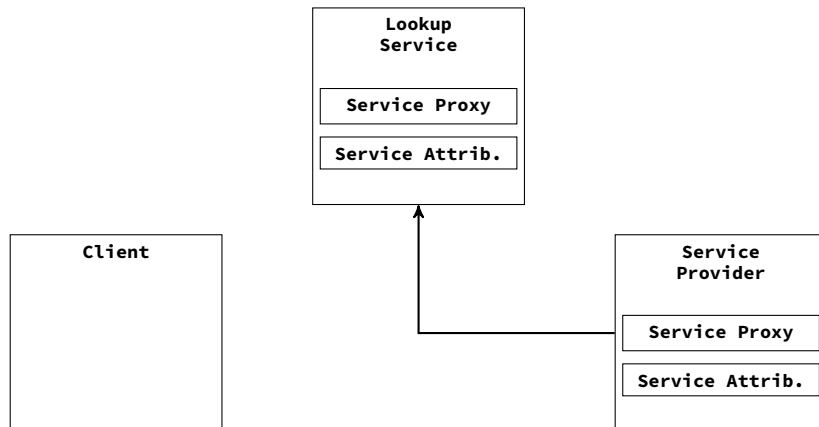 Lookup
Service
Service Proxy
Service Attrib.
Client
Service
Provider
Service Proxy
Service Attrib.